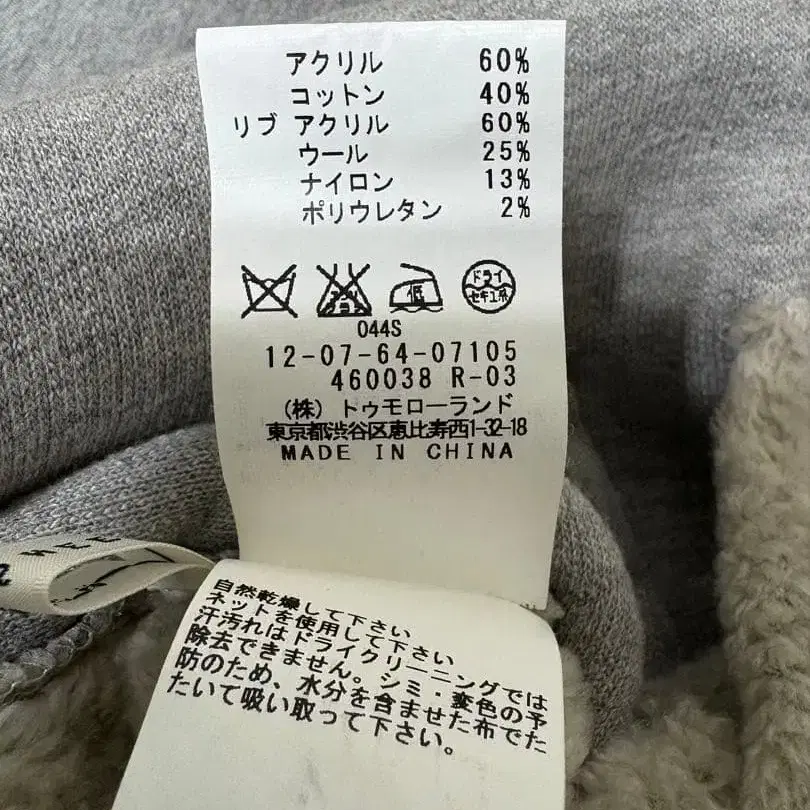 アクリル 60%
コットン 40%
リブ アクリル 60%
ウール 25%
ナイロン 13%
ポリウレタン 2%
低
ドライ
セキユ系
044S
12-07-64-07105
460038 R-03
(株) トゥモローランド
東京都渋谷区恵比寿西1-32-18
MADE IN CHINA
自然乾燥して下さい
ネットを使用して下さい
汗汚れはドライクリーニングでは
除去できません。シミ・変色の予
防のため、水分を含ませた布でた
たいて吸い取って下さい。